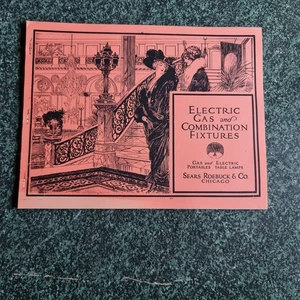 ELECTRIC
GAS and
COMBINATION
FIXTURES
GAS and ELECTRIC
PORTABLES TABLE LAMPS
SEARS ROEBUCK & CO.
CHICAGO